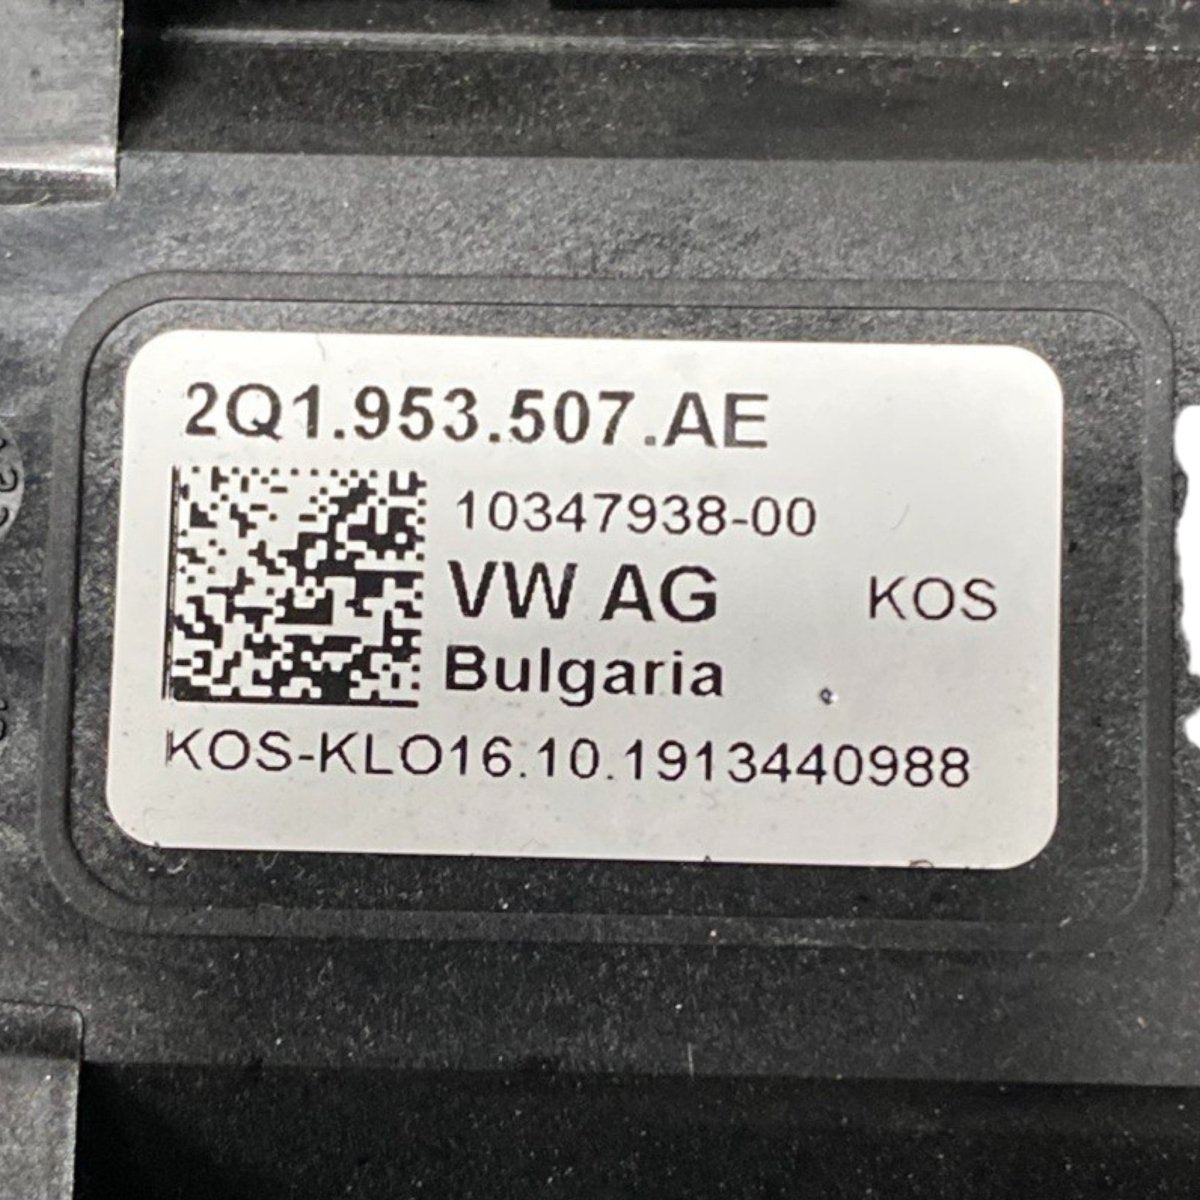 2Q1.953.507.AE
10347938-00
VW AG KOS
Bulgaria
KOS-KLO16.10.1913440988